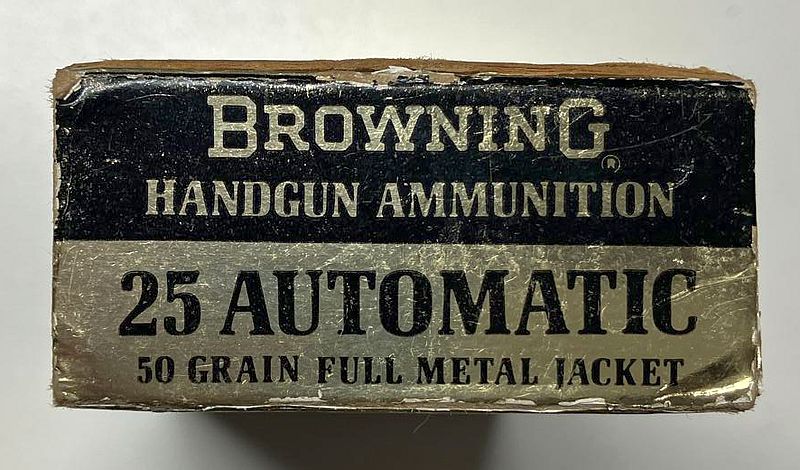 BROWNING®
HANDGUN AMMUNITION
25 AUTOMATIC
50 GRAIN FULL METAL JACKET